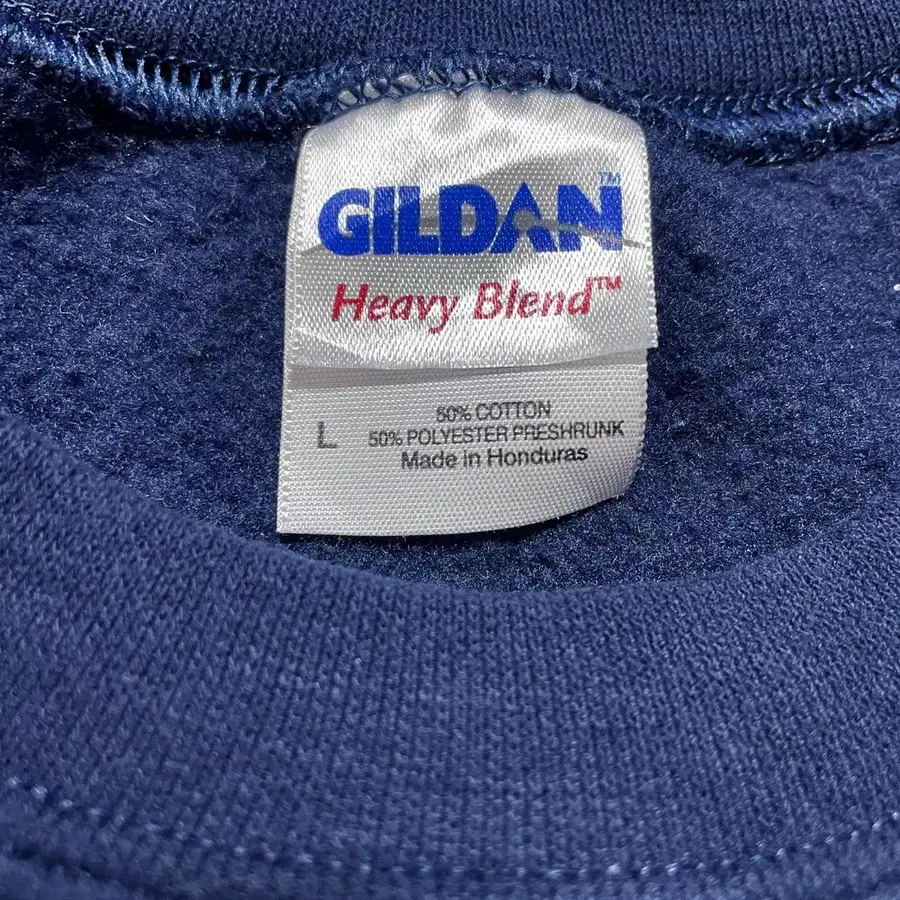 GILDAN™
Heavy Blend™
L
50% COTTON
50% POLYESTER PRESHRUNK
Made in Honduras